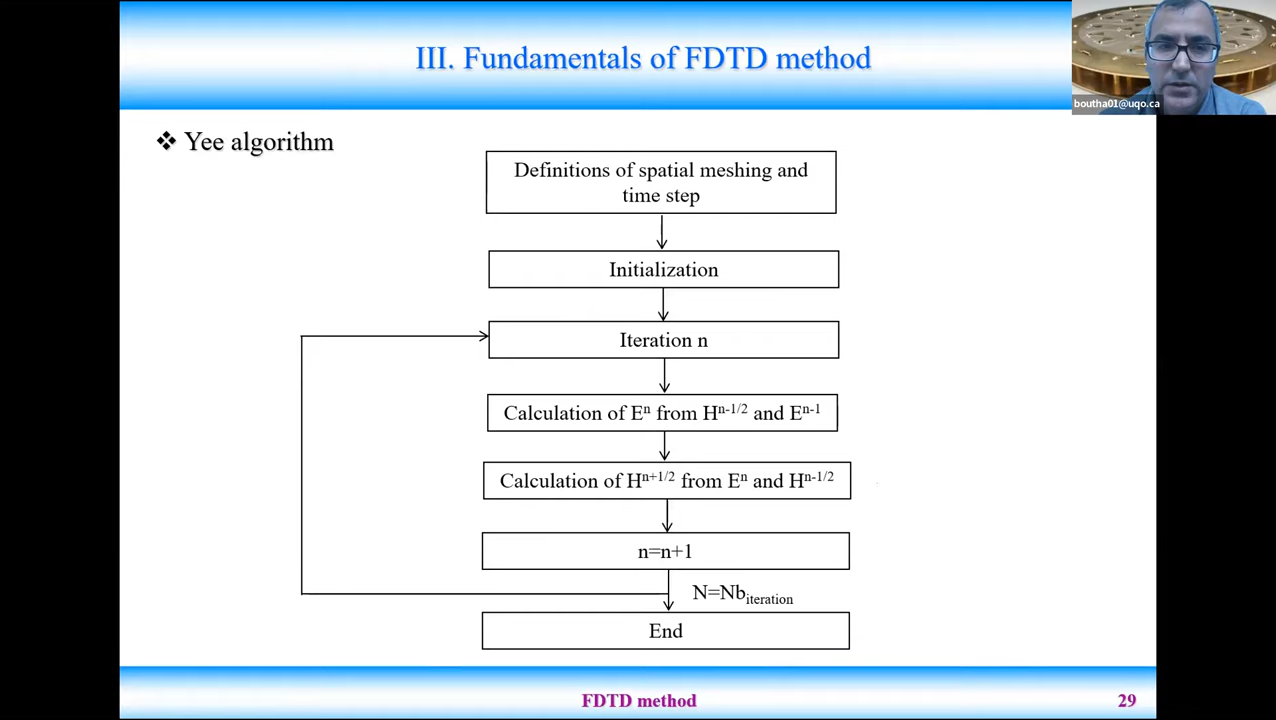 III. Fundamentals of FDTD method
boutha01@uqo.ca
❖ Yee algorithm
Definitions of spatial meshing and
time step
Initialization
Iteration n
Calculation of Eⁿ from Hⁿ⁻¹ᐟ² and Eⁿ⁻¹
Calculation of Hⁿ⁺¹ᐟ² from Eⁿ and Hⁿ⁻¹ᐟ²
n=n+1
N=Nb_iteration
End
FDTD method
29